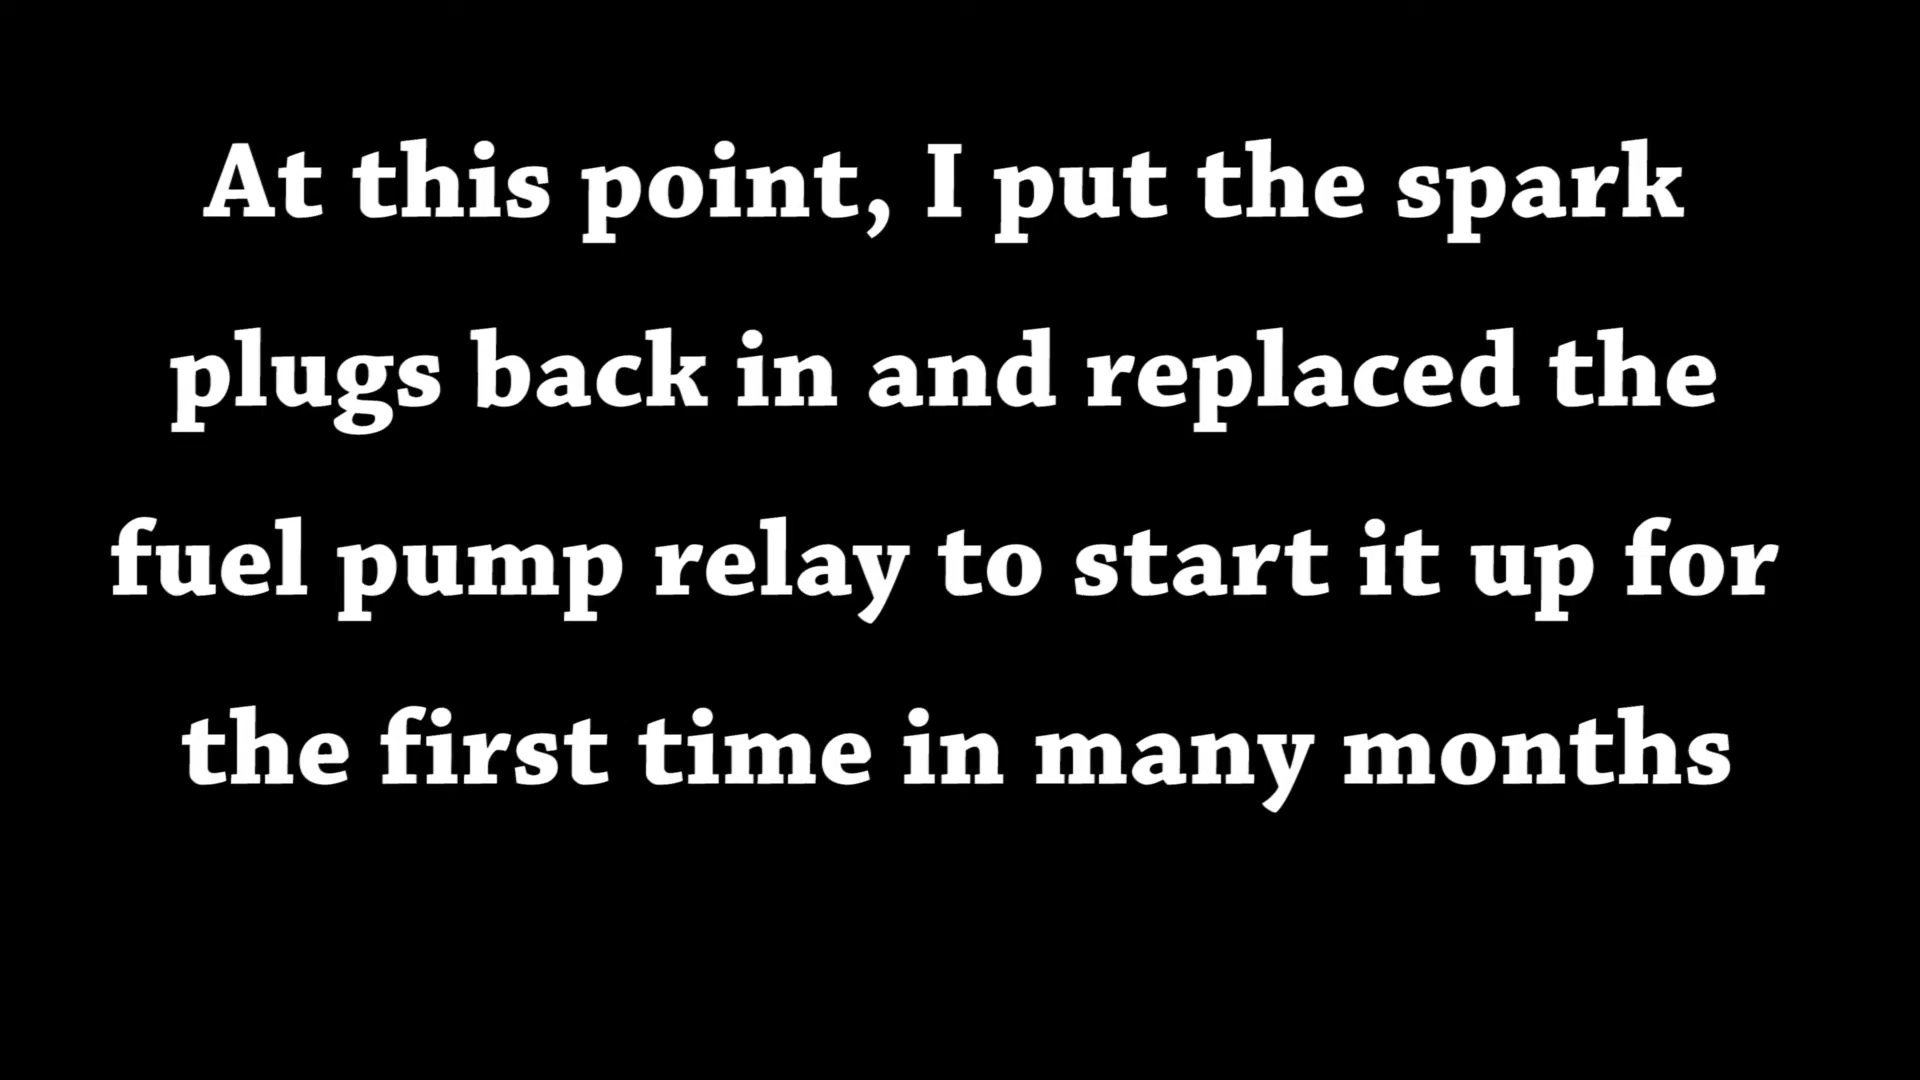 At this point, I put the spark
plugs back in and replaced the
fuel pump relay to start it up for
the first time in many months